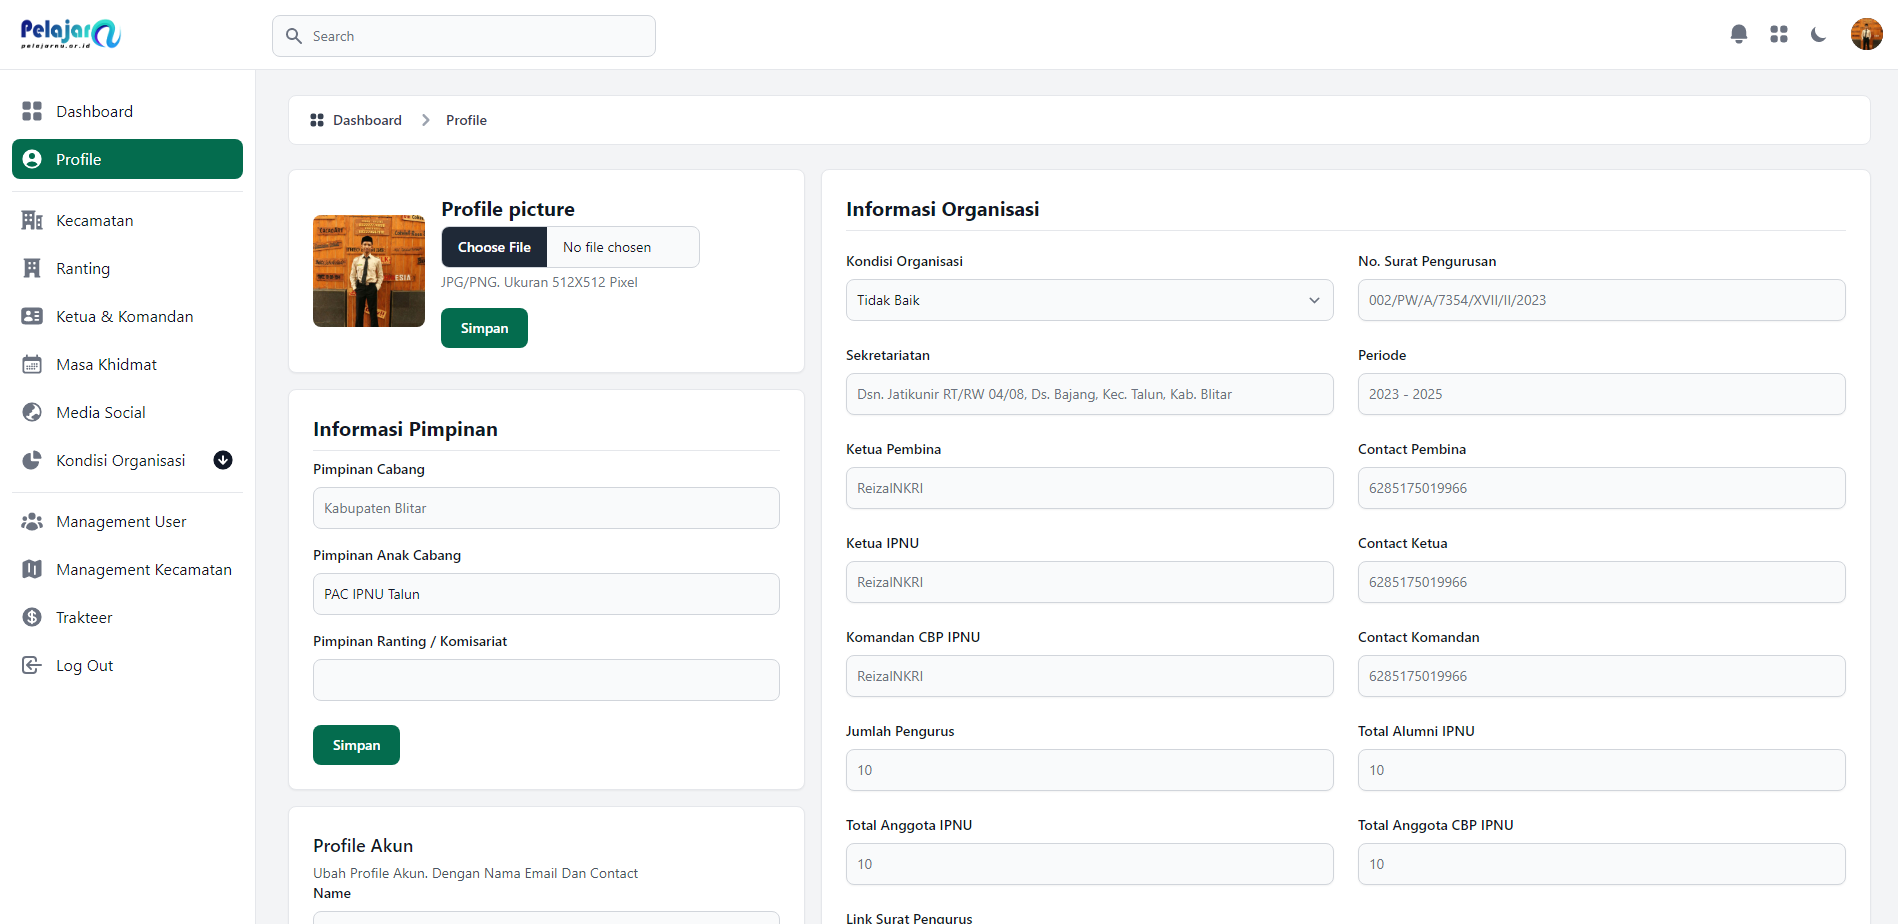 Pelajar
pelajarnu.or.id
Search
Dashboard
Profile
Kecamatan
Ranting
Ketua & Komandan
Masa Khidmat
Media Social
Kondisi Organisasi
Management User
Management Kecamatan
Trakteer
Log Out
Dashboard
Profile
Profile picture
Choose File
No file chosen
JPG/PNG. Ukuran 512X512 Pixel
Simpan
Informasi Pimpinan
Pimpinan Cabang
Kabupaten Blitar
Pimpinan Anak Cabang
PAC IPNU Talun
Pimpinan Ranting / Komisariat
Simpan
Profile Akun
Ubah Profile Akun. Dengan Nama Email Dan Contact
Name
Informasi Organisasi
Kondisi Organisasi
Tidak Baik
No. Surat Pengurusan
002/PW/A/7354/XVII/II/2023
Sekretariatan
Dsn. Jatikunir RT/RW 04/08, Ds. Bajang, Kec. Talun, Kab. Blitar
Periode
2023 - 2025
Ketua Pembina
ReizalNKRI
Contact Pembina
6285175019966
Ketua IPNU
ReizalNKRI
Contact Ketua
6285175019966
Komandan CBP IPNU
ReizalNKRI
Contact Komandan
6285175019966
Jumlah Pengurus
10
Total Alumni IPNU
10
Total Anggota IPNU
10
Total Anggota CBP IPNU
10
Link Surat Pengurus